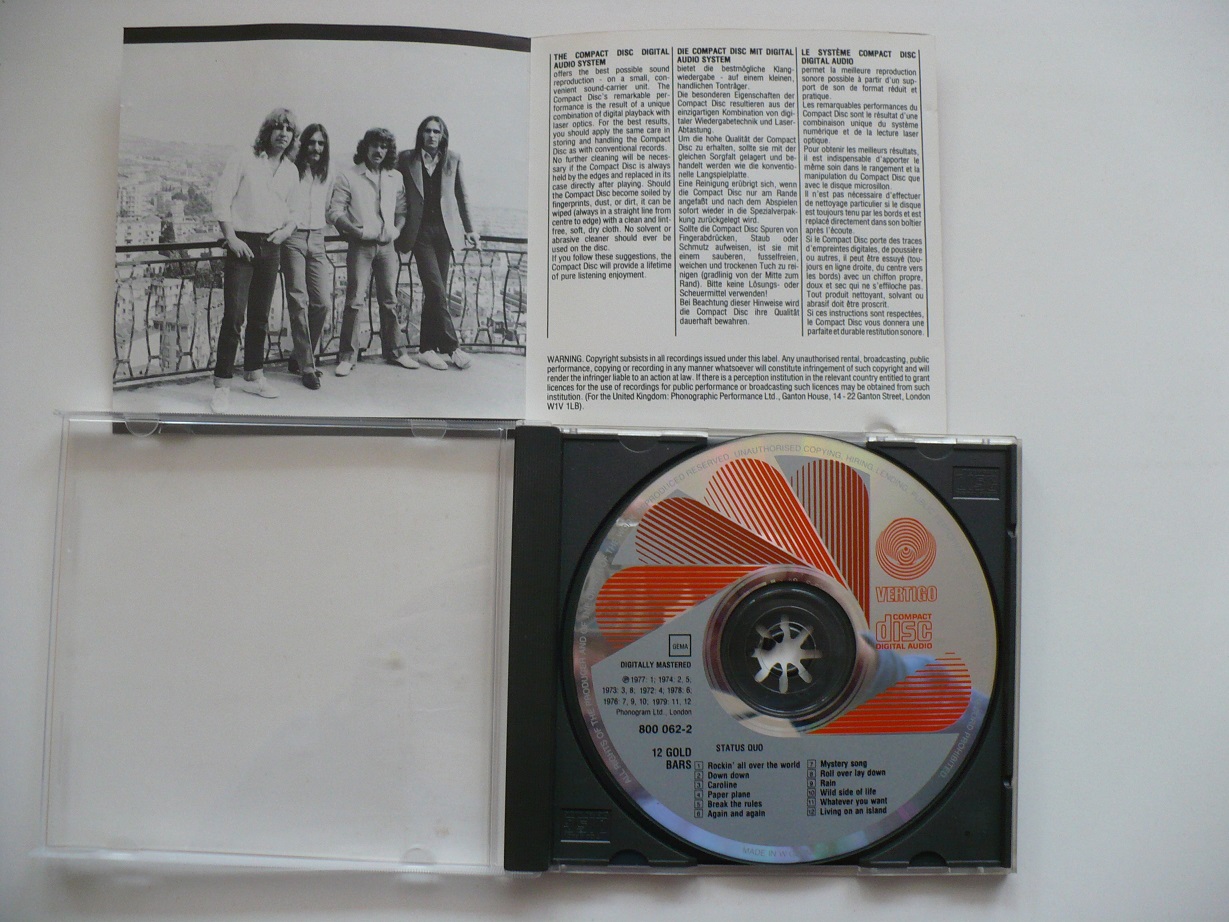 THE COMPACT DISC DIGITAL
AUDIO SYSTEM
offers the best possible sound
reproduction - on a small, con-
venient sound-carrier unit. The
Compact Disc's remarkable per-
formance is the result of a unique
combination of digital playback with
laser optics. For the best results,
you should apply the same care in
storing and handling the Compact
Disc as with conventional records.
No further cleaning will be neces-
sary if the Compact Disc is always
held by the edges and replaced in its
case directly after playing. Should
the Compact Disc become soiled by
fingerprints, dust, or dirt, it can be
wiped (always in a straight line from
centre to edge) with a clean and lint-
free, soft, dry cloth. No solvent or
abrasive cleaner should ever be
used on the disc.
If you follow these suggestions, the
Compact Disc will provide a lifetime
of pure listening enjoyment.
DIE COMPACT DISC MIT DIGITAL
AUDIO SYSTEM
bietet die bestmögliche Klang-
wiedergabe - auf einem kleinen,
handlichen Tonträger.
Die besonderen Eigenschaften der
Compact Disc resultieren aus der
einzigartigen Kombination von digi-
taler Wiedergabetechnik und Laser-
Abtastung.
Um die hohe Qualität der Compact
Disc zu erhalten, sollte sie mit der
gleichen Sorgfalt gelagert und be-
handelt werden wie die konventio-
nelle Langspielplatte.
Eine Reinigung erübrigt sich, wenn
die Compact Disc nur am Rande
angefaßt und nach dem Abspielen
sofort wieder in die Spezialverpak-
kung zurückgelegt wird.
Sollte die Compact Disc Spuren von
Fingerabdrücken, Staub oder
Schmutz aufweisen, ist sie mit
einem sauberen, fusselfreien,
weichen und trockenen Tuch zu rei-
nigen (gradlinig von der Mitte zum
Rand). Bitte keine Lösungs- oder
Scheuermittel verwenden!
Bei Beachtung dieser Hinweise wird
die Compact Disc ihre Qualität
dauerhaft bewahren.
LE SYSTÈME COMPACT DISC
DIGITAL AUDIO
permet la meilleure reproduction
sonore possible à partir d'un sup-
port de son de format réduit et
pratique.
Les remarquables performances du
Compact Disc sont le résultat d'une
combinaison unique du système
numérique et de la lecture laser
optique.
Pour obtenir les meilleurs résultats,
il est indispensable d'apporter le
même soin dans le rangement et la
manipulation du Compact Disc que
avec le disque microsillon.
Il n'est pas nécessaire d'effectuer
de nettoyage particulier si le disque
est toujours tenu par les bords et est
replacé directement dans son boîtier
après l'écoute.
Si le Compact Disc porte des traces
d'empreintes digitales, de poussière
ou autres, il peut être essuyé (tou-
jours en ligne droite, du centre vers
les bords) avec un chiffon propre,
doux et sec qui ne s'effiloche pas.
Tout produit nettoyant, solvant ou
abrasif doit être proscrit.
Si ces instructions sont respectées,
le Compact Disc vous donnera une
parfaite et durable restitution sonore.
WARNING. Copyright subsists in all recordings issued under this label. Any unauthorised rental, broadcasting, public
performance, copying or recording in any manner whatsoever will constitute infringement of such copyright and will
render the infringer liable to an action at law. If there is a perception institution in the relevant country entitled to grant
licences for the use of recordings for public performance or broadcasting such licences may be obtained from such
institution. (For the United Kingdom: Phonographic Performance Ltd., Ganton House, 14 - 22 Ganton Street, London
W1V 1LB).
ALL RIGHTS OF THE PRODUCER AND OF
PRODUCED RESERVED. UNAUTHORISED COPYING, HIRING, LENDING, PUBLIC
PROHIBITED
VERTIGO
COMPACT
disc
DIGITAL AUDIO
GEMA
DIGITALLY MASTERED
℗ 1977: 1; 1974: 2, 5;
1973: 3, 8; 1972: 4; 1978: 6;
1976: 7, 9, 10; 1979: 11, 12
Phonogram Ltd., London
800 062-2
12 GOLD
BARS
STATUS QUO
1 Rockin' all over the world
2 Down down
3 Caroline
4 Paper plane
5 Break the rules
6 Again and again
7 Mystery song
8 Roll over lay down
9 Rain
10 Wild side of life
11 Whatever you want
12 Living on an island
MADE IN W.